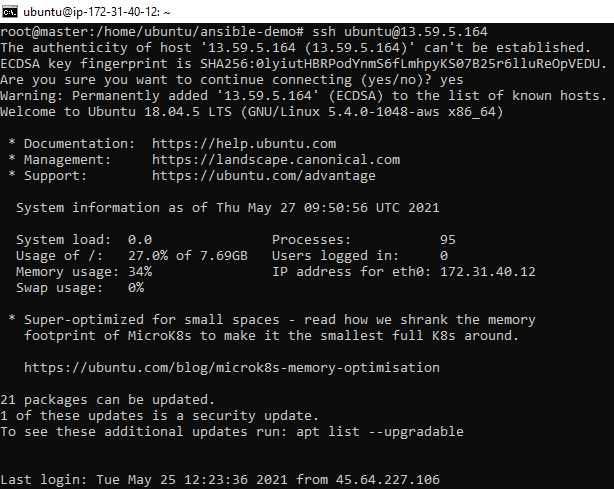 ubuntu@ip-172-31-40-12: ~
root@master:/home/ubuntu/ansible-demo# ssh ubuntu@13.59.5.164
The authenticity of host '13.59.5.164 (13.59.5.164)' can't be established.
ECDSA key fingerprint is SHA256:0lyiutHBRPodYnmS6fLmhpyKS07B25r6lluReOpVEDU.
Are you sure you want to continue connecting (yes/no)? yes
Warning: Permanently added '13.59.5.164' (ECDSA) to the list of known hosts.
Welcome to Ubuntu 18.04.5 LTS (GNU/Linux 5.4.0-1048-aws x86_64)
* Documentation:  https://help.ubuntu.com
* Management:     https://landscape.canonical.com
* Support:        https://ubuntu.com/advantage
System information as of Thu May 27 09:50:56 UTC 2021
System load:  0.0               Processes:           95
Usage of /:   27.0% of 7.69GB   Users logged in:     0
Memory usage: 34%               IP address for eth0: 172.31.40.12
Swap usage:   0%
* Super-optimized for small spaces - read how we shrank the memory
footprint of MicroK8s to make it the smallest full K8s around.
https://ubuntu.com/blog/microk8s-memory-optimisation
21 packages can be updated.
1 of these updates is a security update.
To see these additional updates run: apt list --upgradable
Last login: Tue May 25 12:23:36 2021 from 45.64.227.106